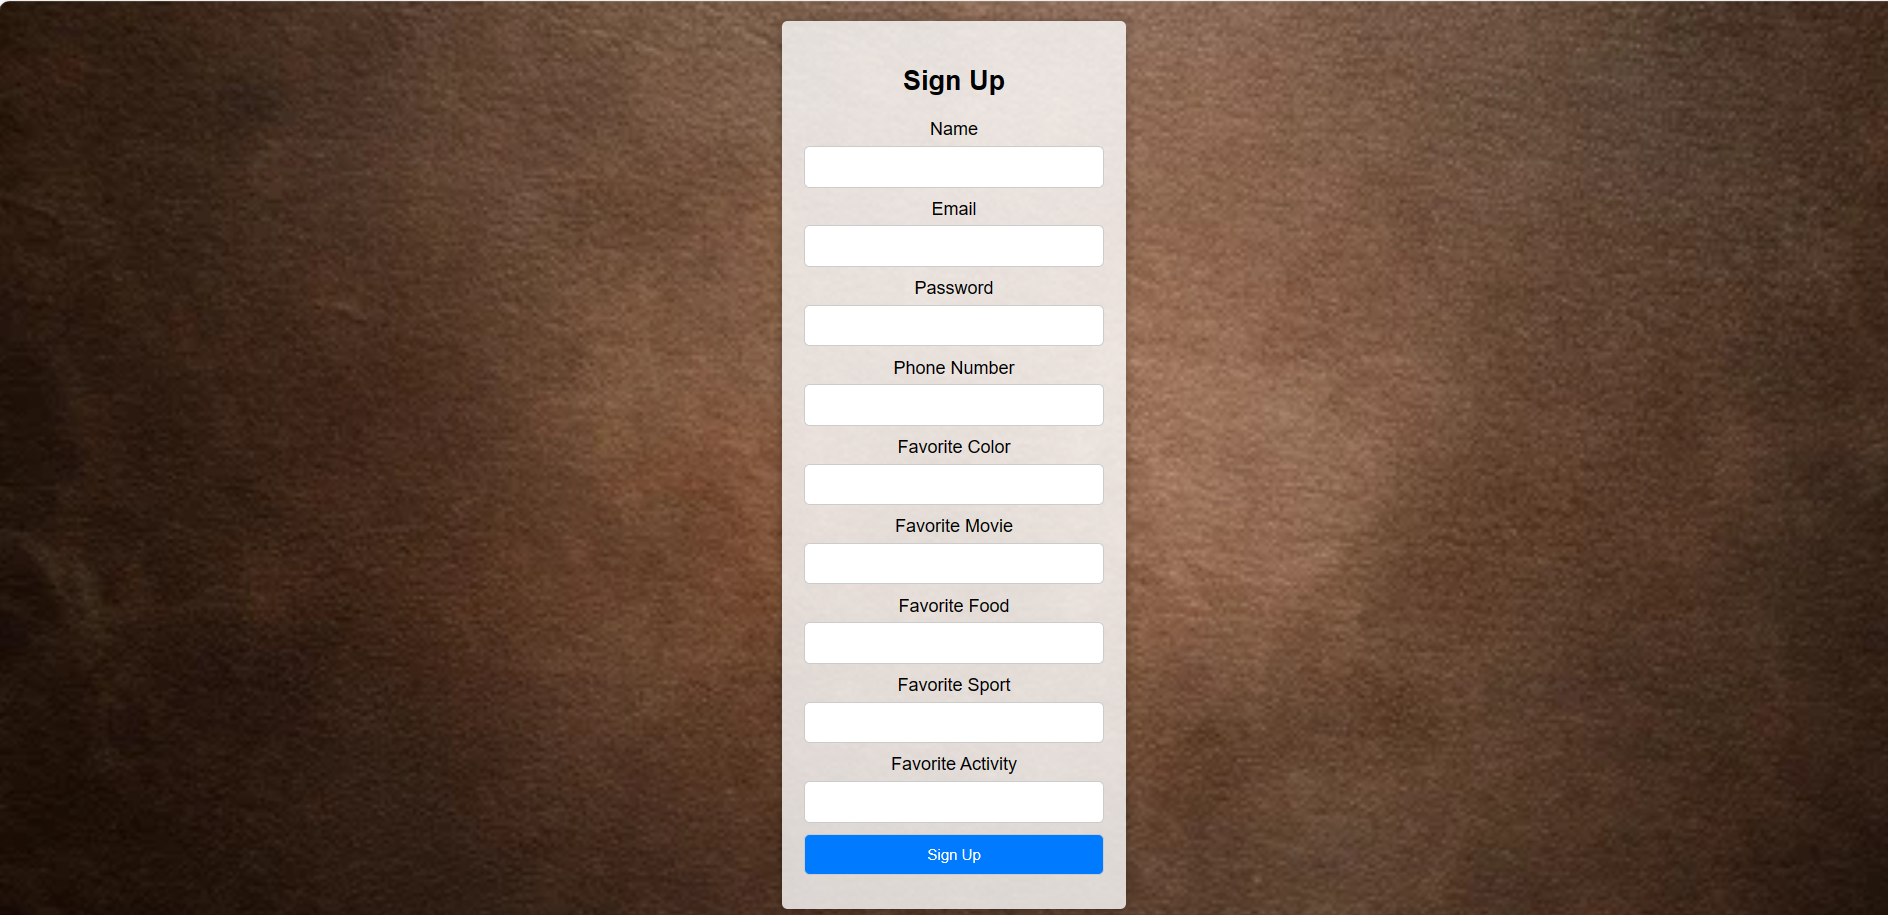 Sign Up
Name
Email
Password
Phone Number
Favorite Color
Favorite Movie
Favorite Food
Favorite Sport
Favorite Activity
Sign Up